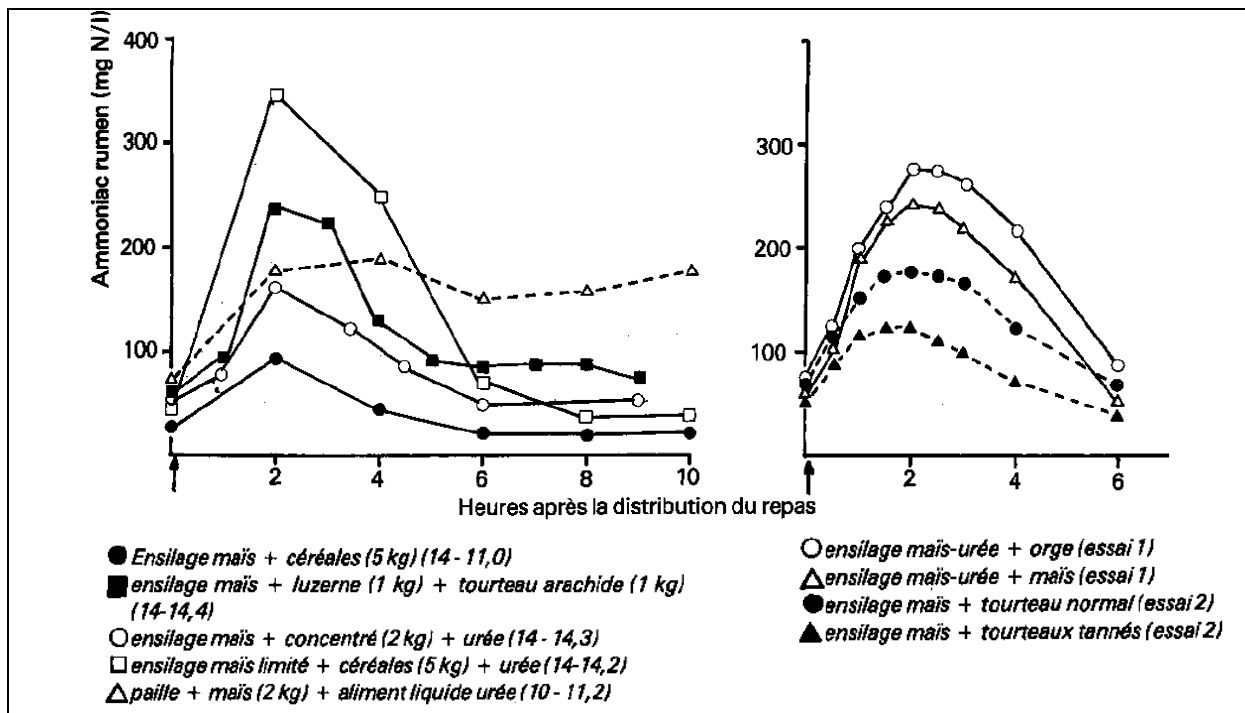 Ammoniac rumen (mg N/l)
400
300
200
100
2
4
6
8
10
300
200
100
2
4
6
Heures après la distribution du repas
Ensilage maïs + céréales (5 kg) (14 - 11,0)
ensilage maïs + luzerne (1 kg) + tourteau arachide (1 kg)
(14-14,4)
ensilage maïs + concentré (2 kg) + urée (14 - 14,3)
ensilage maïs limité + céréales (5 kg) + urée (14-14,2)
paille + maïs (2 kg) + aliment liquide urée (10 - 11,2)
ensilage maïs-urée + orge (essai 1)
ensilage maïs-urée + maïs (essai 1)
ensilage maïs + tourteau normal (essai 2)
ensilage maïs + tourteaux tannés (essai 2)